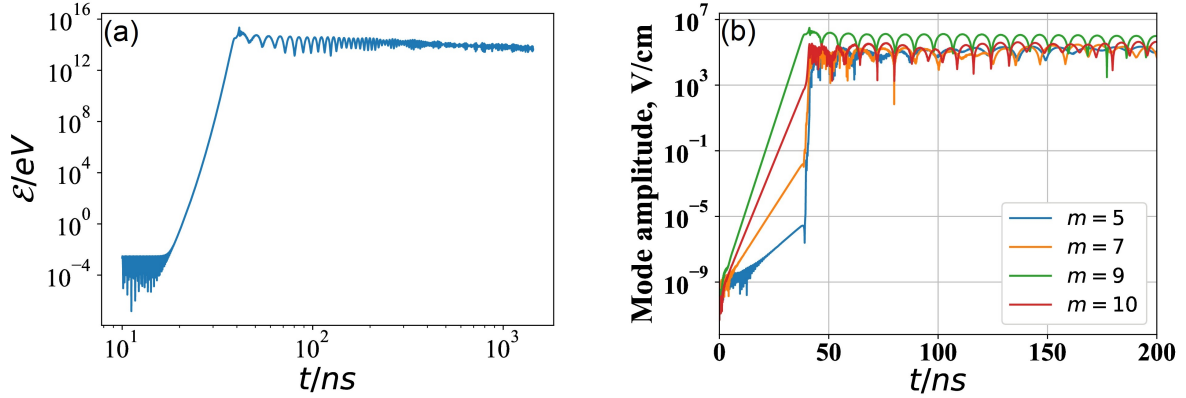 (a)
10^16
10^14
10^12
10^8
10^4
10^0
10^−4
ℰ/eV
10^1
10^2
10^3
t/ns
(b)
10^7
10^3
10^−1
10^−5
10^−9
Mode amplitude, V/cm
m = 5
m = 7
m = 9
m = 10
0
50
100
150
200
t/ns